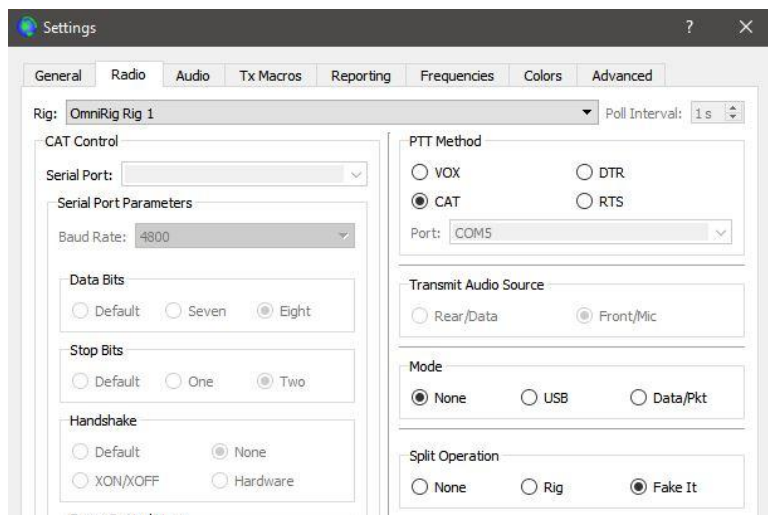 Settings
General Radio Audio Tx Macros Reporting Frequencies Colors Advanced
Rig: OmniRig Rig 1 Poll Interval: 1 s
CAT Control
Serial Port:
Serial Port Parameters
Baud Rate: 4800
Data Bits
Default Seven Eight
Stop Bits
Default One Two
Handshake
Default None
XON/XOFF Hardware
PTT Method
VOX DTR
CAT RTS
Port: COM5
Transmit Audio Source
Rear/Data Front/Mic
Mode
None USB Data/Pkt
Split Operation
None Rig Fake It